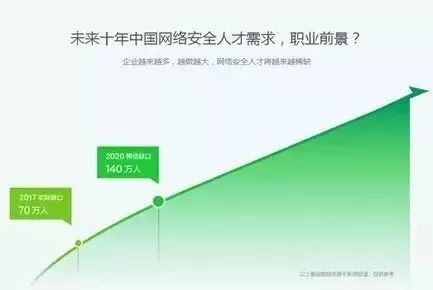 未来十年中国网络安全人才需求，职业前景？
企业越来越多，越做越大，网络安全人才将越来越稀缺
2020 预估缺口
140 万人
2017 实际缺口
70 万人